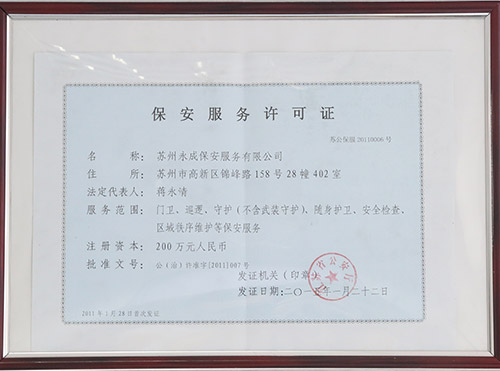 保安服务许可证
苏公保服 20110006号
名称：苏州永成保安服务有限公司
住所：苏州市高新区锦峰路158号28幢402室
法定代表人：蒋永清
服务范围：门卫、巡逻、守护（不含武装守护）、随身护卫、安全检查、
区域秩序维护等保安服务
注册资本：200万元人民币
批准文号：公（治）许准字[2011]007号
发证机关（印章）
江苏省公安厅
发证日期：二〇一五年一月二十二日
2011年1月28日首次发证